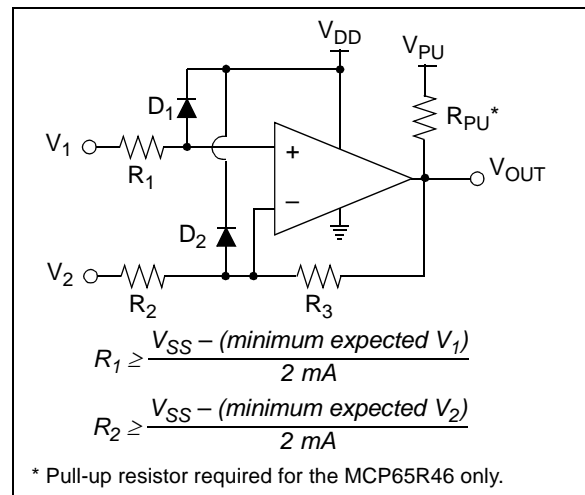 V_DD
V_PU
D_1
R_PU*
V_1
R_1
+
V_OUT
−
D_2
V_2
R_2
R_3
R_1 ≥ V_SS – (minimum expected V_1) / 2 mA
R_2 ≥ V_SS – (minimum expected V_2) / 2 mA
* Pull-up resistor required for the MCP65R46 only.